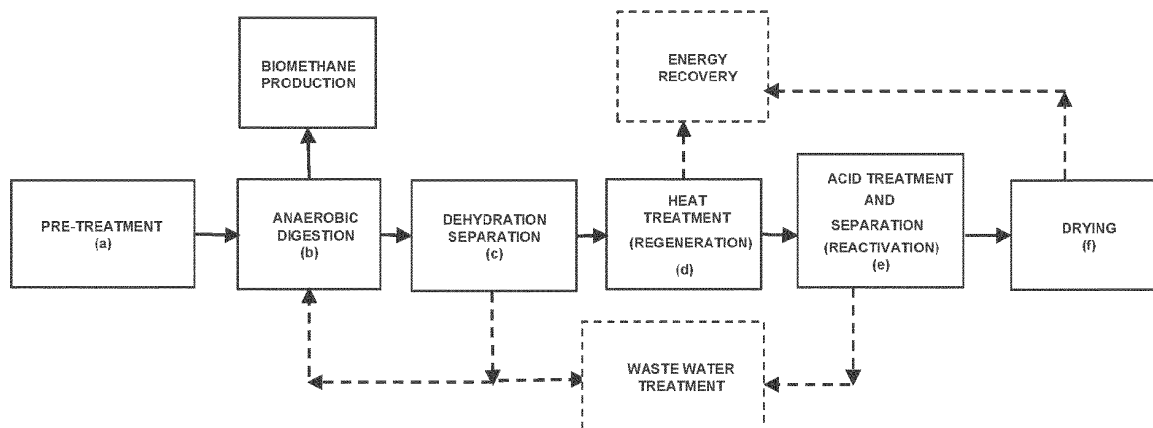 BIOMETHANE
PRODUCTION
ENERGY
RECOVERY
PRE-TREATMENT
(a)
ANAEROBIC
DIGESTION
(b)
DEHYDRATION
SEPARATION
(c)
HEAT
TREATMENT
(REGENERATION)
(d)
ACID TREATMENT
AND
SEPARATION
(REACTIVATION)
(e)
DRYING
(f)
WASTE WATER
TREATMENT